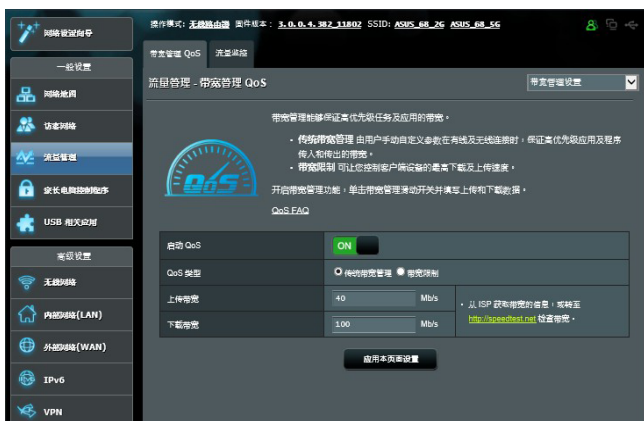 网络设置向导
操作模式: 无线路由器 固件版本: 3.0.0.4.382_11802 SSID: ASUS_68_2G ASUS_68_5G
一般设置
网络地图
访客网络
流量管理
家长电脑控制程序
USB 相关应用
高级设置
无线网络
内部网络(LAN)
外部网络(WAN)
IPv6
VPN
带宽管理 QoS 流量监控
流量管理 - 带宽管理 QoS
带宽管理设置
QoS
带宽管理能够保证高优先级任务及应用的带宽。
• 传统带宽管理 由用户手动自定义参数在有线及无线连接时,保证高优先级应用及程序
传入和传出的带宽。
• 带宽限制 可让您控制客户端设备的最高下载及上传速度。
开启带宽管理功能,单击带宽管理滑动开关并填写上传和下载数据。
QoS FAQ
启动 QoS ON
QoS 类型 传统带宽管理 带宽限制
上传带宽 40 Mb/s
下载带宽 100 Mb/s
• 从 ISP 获取带宽的信息,或转至
http://speedtest.net 检查带宽。
应用本页面设置